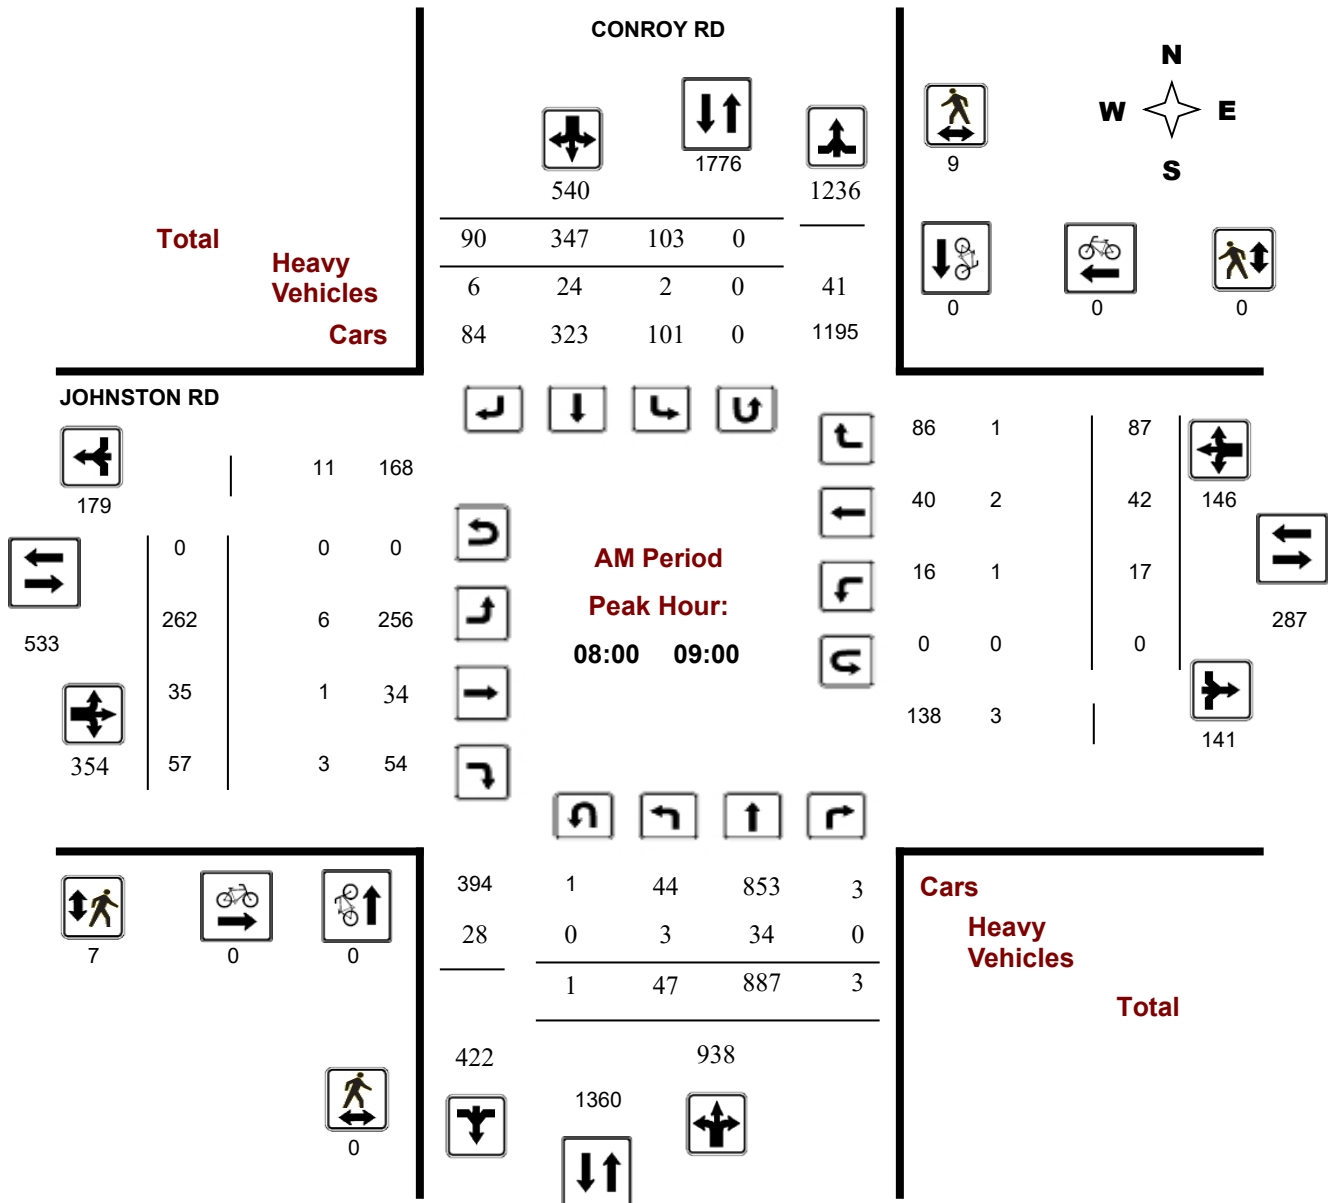 CONROY RD
N
W E
S
540 1776 1236 9
Total 90 347 103 0
Heavy
Vehicles 6 24 2 0 41
Cars 84 323 101 0 1195
0 0 0
JOHNSTON RD
179 11 168 86 1 87
146
40 2 42
0 0 0
AM Period
16 1 17
262 6 256
Peak Hour:
533
287
08:00 09:00
0 0 0
35 1 34
138 3
141
354 57 3 54
394 1 44 853 3 Cars
28 0 3 34 0 Heavy
Vehicles
7 0 0
1 47 887 3
Total
422 938
1360
0